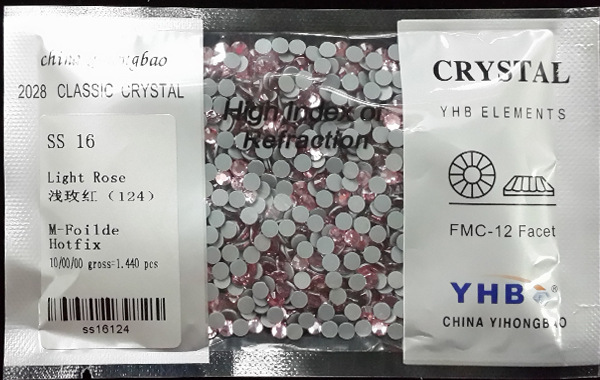 china
2028 CLASSIC CRYSTAL
SS 16
Light Rose
浅玫红 (124)
M-Foilde
Hotfix
10/00/00 gross=1.440 pcs
ss16124
High Index of
Refraction
CRYSTAL
YHB ELEMENTS
FMC-12 Facet
YHB ®
CHINA YIHONGBAO